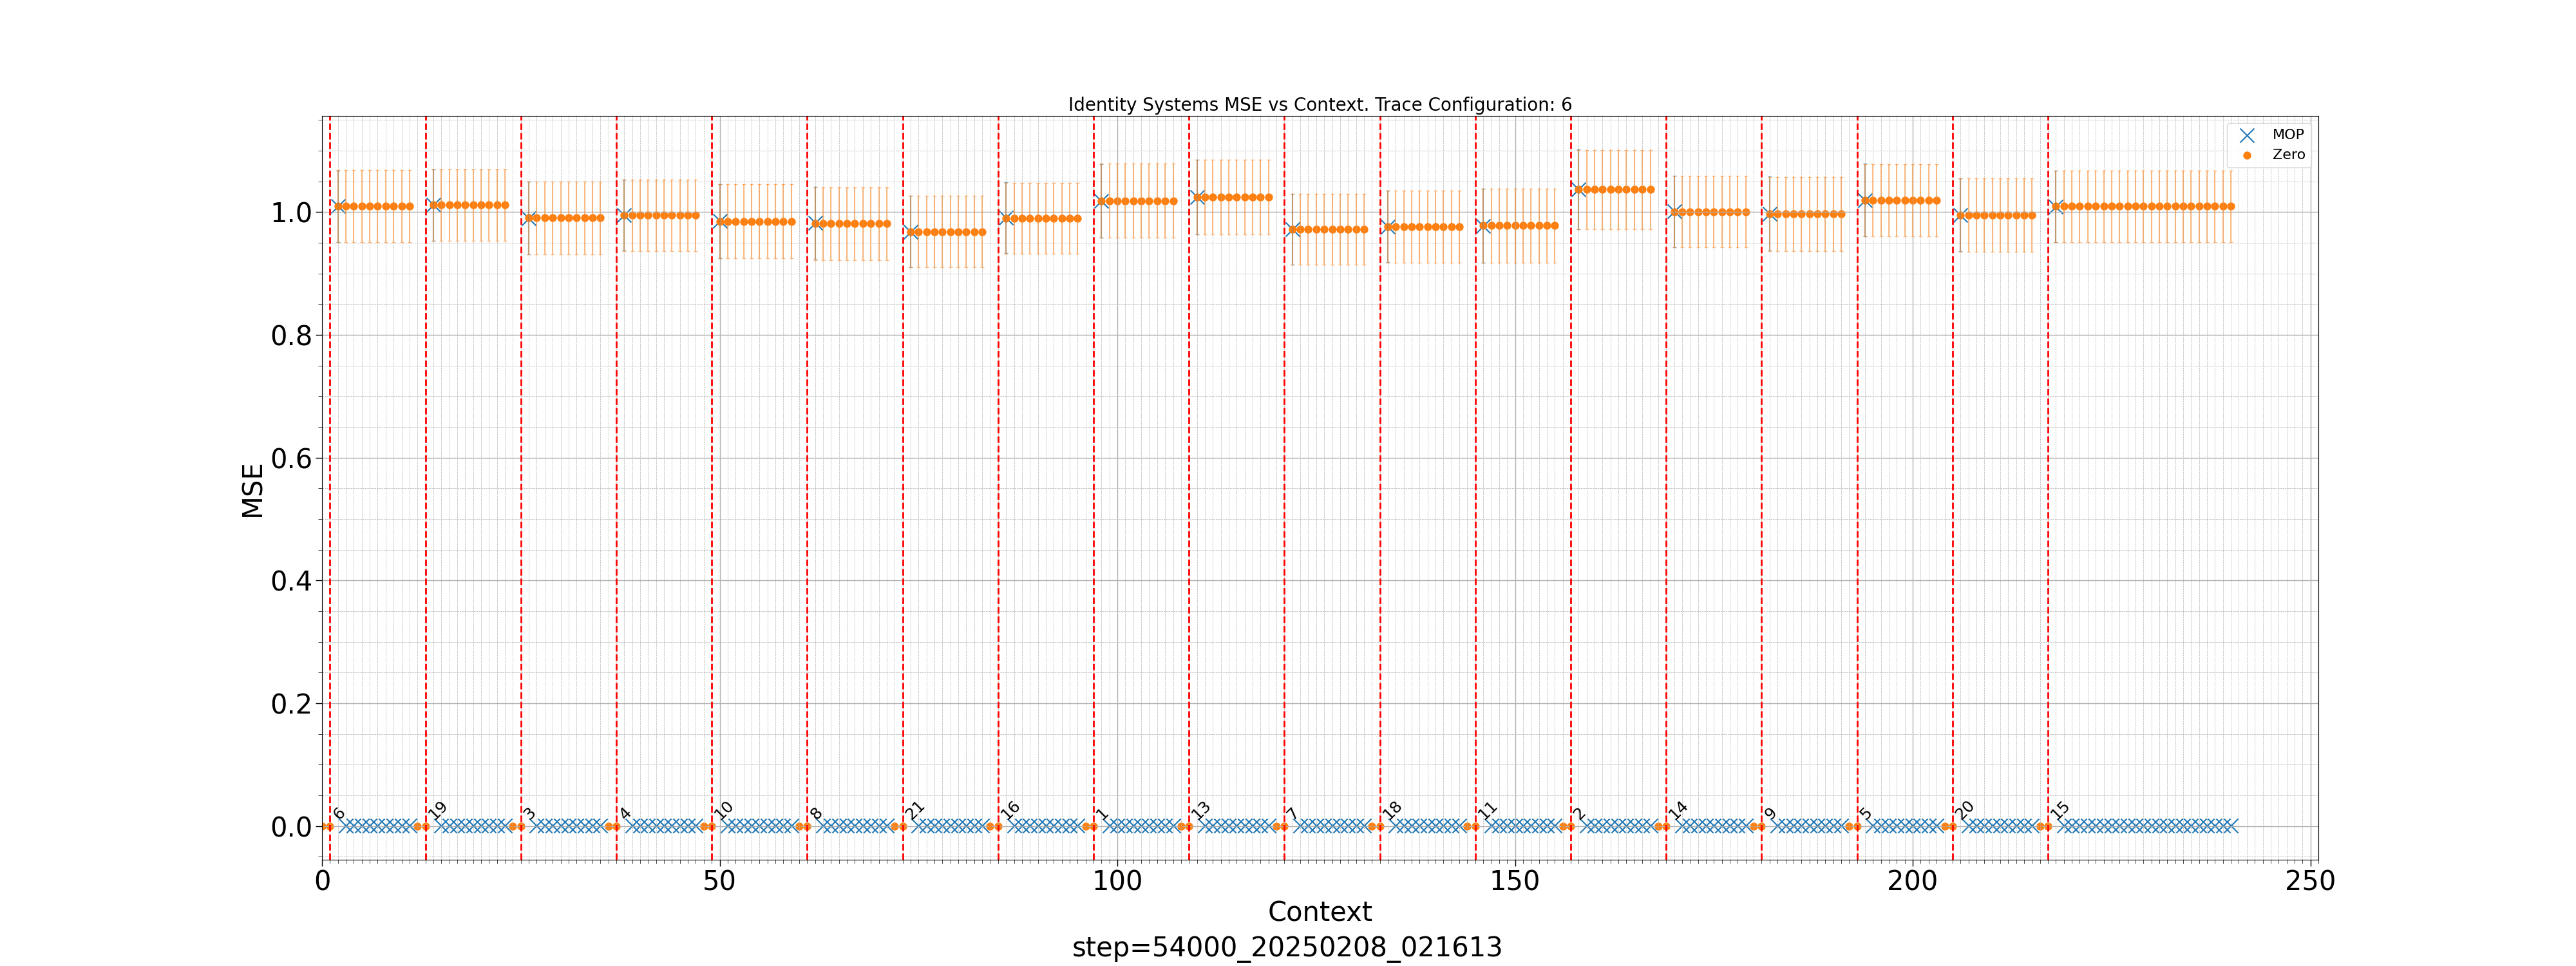 Identity Systems MSE vs Context. Trace Configuration: 6
MOP
Zero
1.0
0.8
0.6
0.4
0.2
0.0
MSE
6 19 3 4 10 8 21 16 1 13 7 18 11 2 14 9 5 20 15
0 50 100 150 200 250
Context
step=54000_20250208_021613